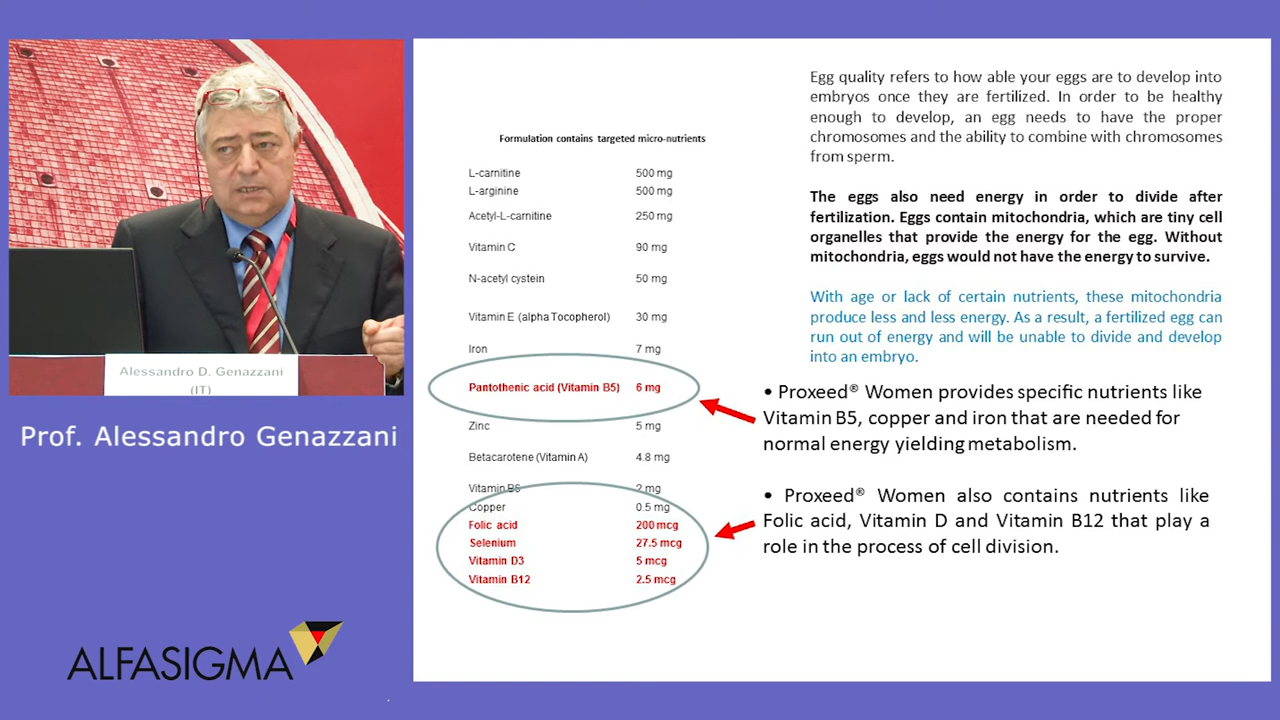 Alessandro D. Genazzani
(IT)
Prof. Alessandro Genazzani
ALFASIGMA
Formulation contains targeted micro-nutrients
L-carnitine 500 mg
L-arginine 500 mg
Acetyl-L-carnitine 250 mg
Vitamin C 90 mg
N-acetyl cystein 50 mg
Vitamin E (alpha Tocopherol) 30 mg
Iron 7 mg
Pantothenic acid (Vitamin B5) 6 mg
Zinc 5 mg
Betacarotene (Vitamin A) 4.8 mg
Vitamin B6 2 mg
Copper 0.5 mg
Folic acid 200 mcg
Selenium 27.5 mcg
Vitamin D3 5 mcg
Vitamin B12 2.5 mcg
Egg quality refers to how able your eggs are to develop into
embryos once they are fertilized. In order to be healthy
enough to develop, an egg needs to have the proper
chromosomes and the ability to combine with chromosomes
from sperm.
The eggs also need energy in order to divide after
fertilization. Eggs contain mitochondria, which are tiny cell
organelles that provide the energy for the egg. Without
mitochondria, eggs would not have the energy to survive.
With age or lack of certain nutrients, these mitochondria
produce less and less energy. As a result, a fertilized egg can
run out of energy and will be unable to divide and develop
into an embryo.
• Proxeed® Women provides specific nutrients like
Vitamin B5, copper and iron that are needed for
normal energy yielding metabolism.
• Proxeed® Women also contains nutrients like
Folic acid, Vitamin D and Vitamin B12 that play a
role in the process of cell division.